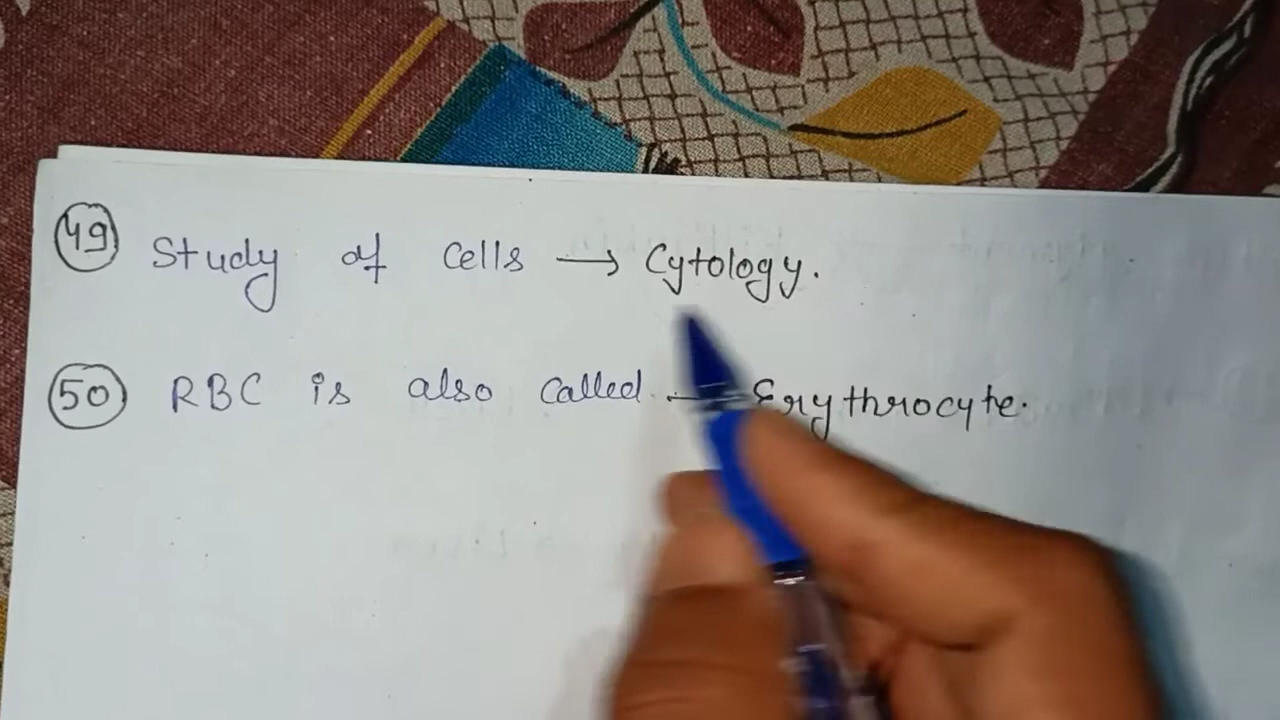 49 Study of cells → Cytology.
50 RBC is also called → Erythrocyte.